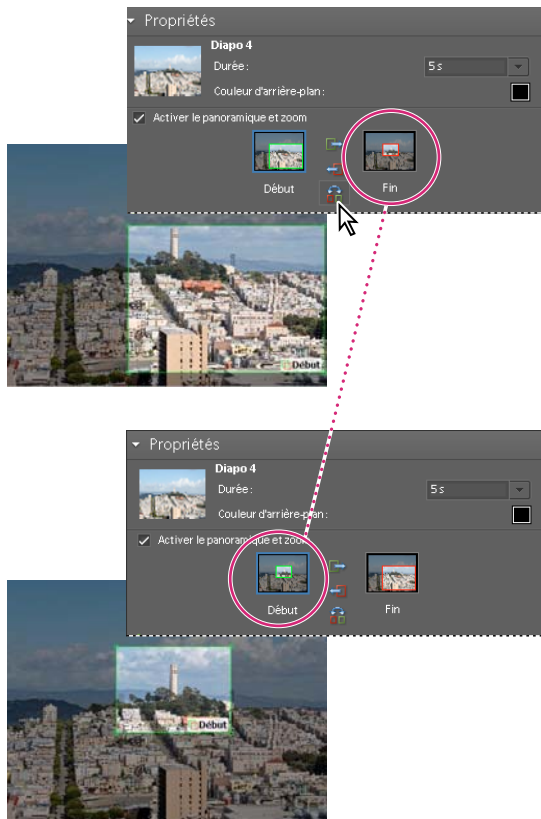 Propriétés
Diapo 4
Durée :
5 s
Couleur d'arrière-plan :
Activer le panoramique et zoom
Début
Fin
Début
Propriétés
Diapo 4
Durée :
5 s
Couleur d'arrière-plan :
Activer le panoramique et zoom
Début
Fin
Début